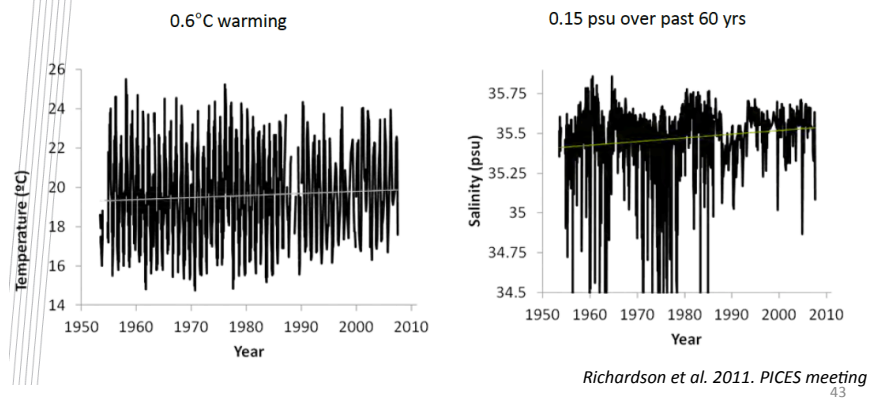 0.6°C warming
0.15 psu over past 60 yrs
26
24
22
20
18
16
14
Temperature (ºC)
1950 1960 1970 1980 1990 2000 2010
Year
35.75
35.5
35.25
35
34.75
34.5
Salinity (psu)
1950 1960 1970 1980 1990 2000 2010
Year
Richardson et al. 2011. PICES meeting
43